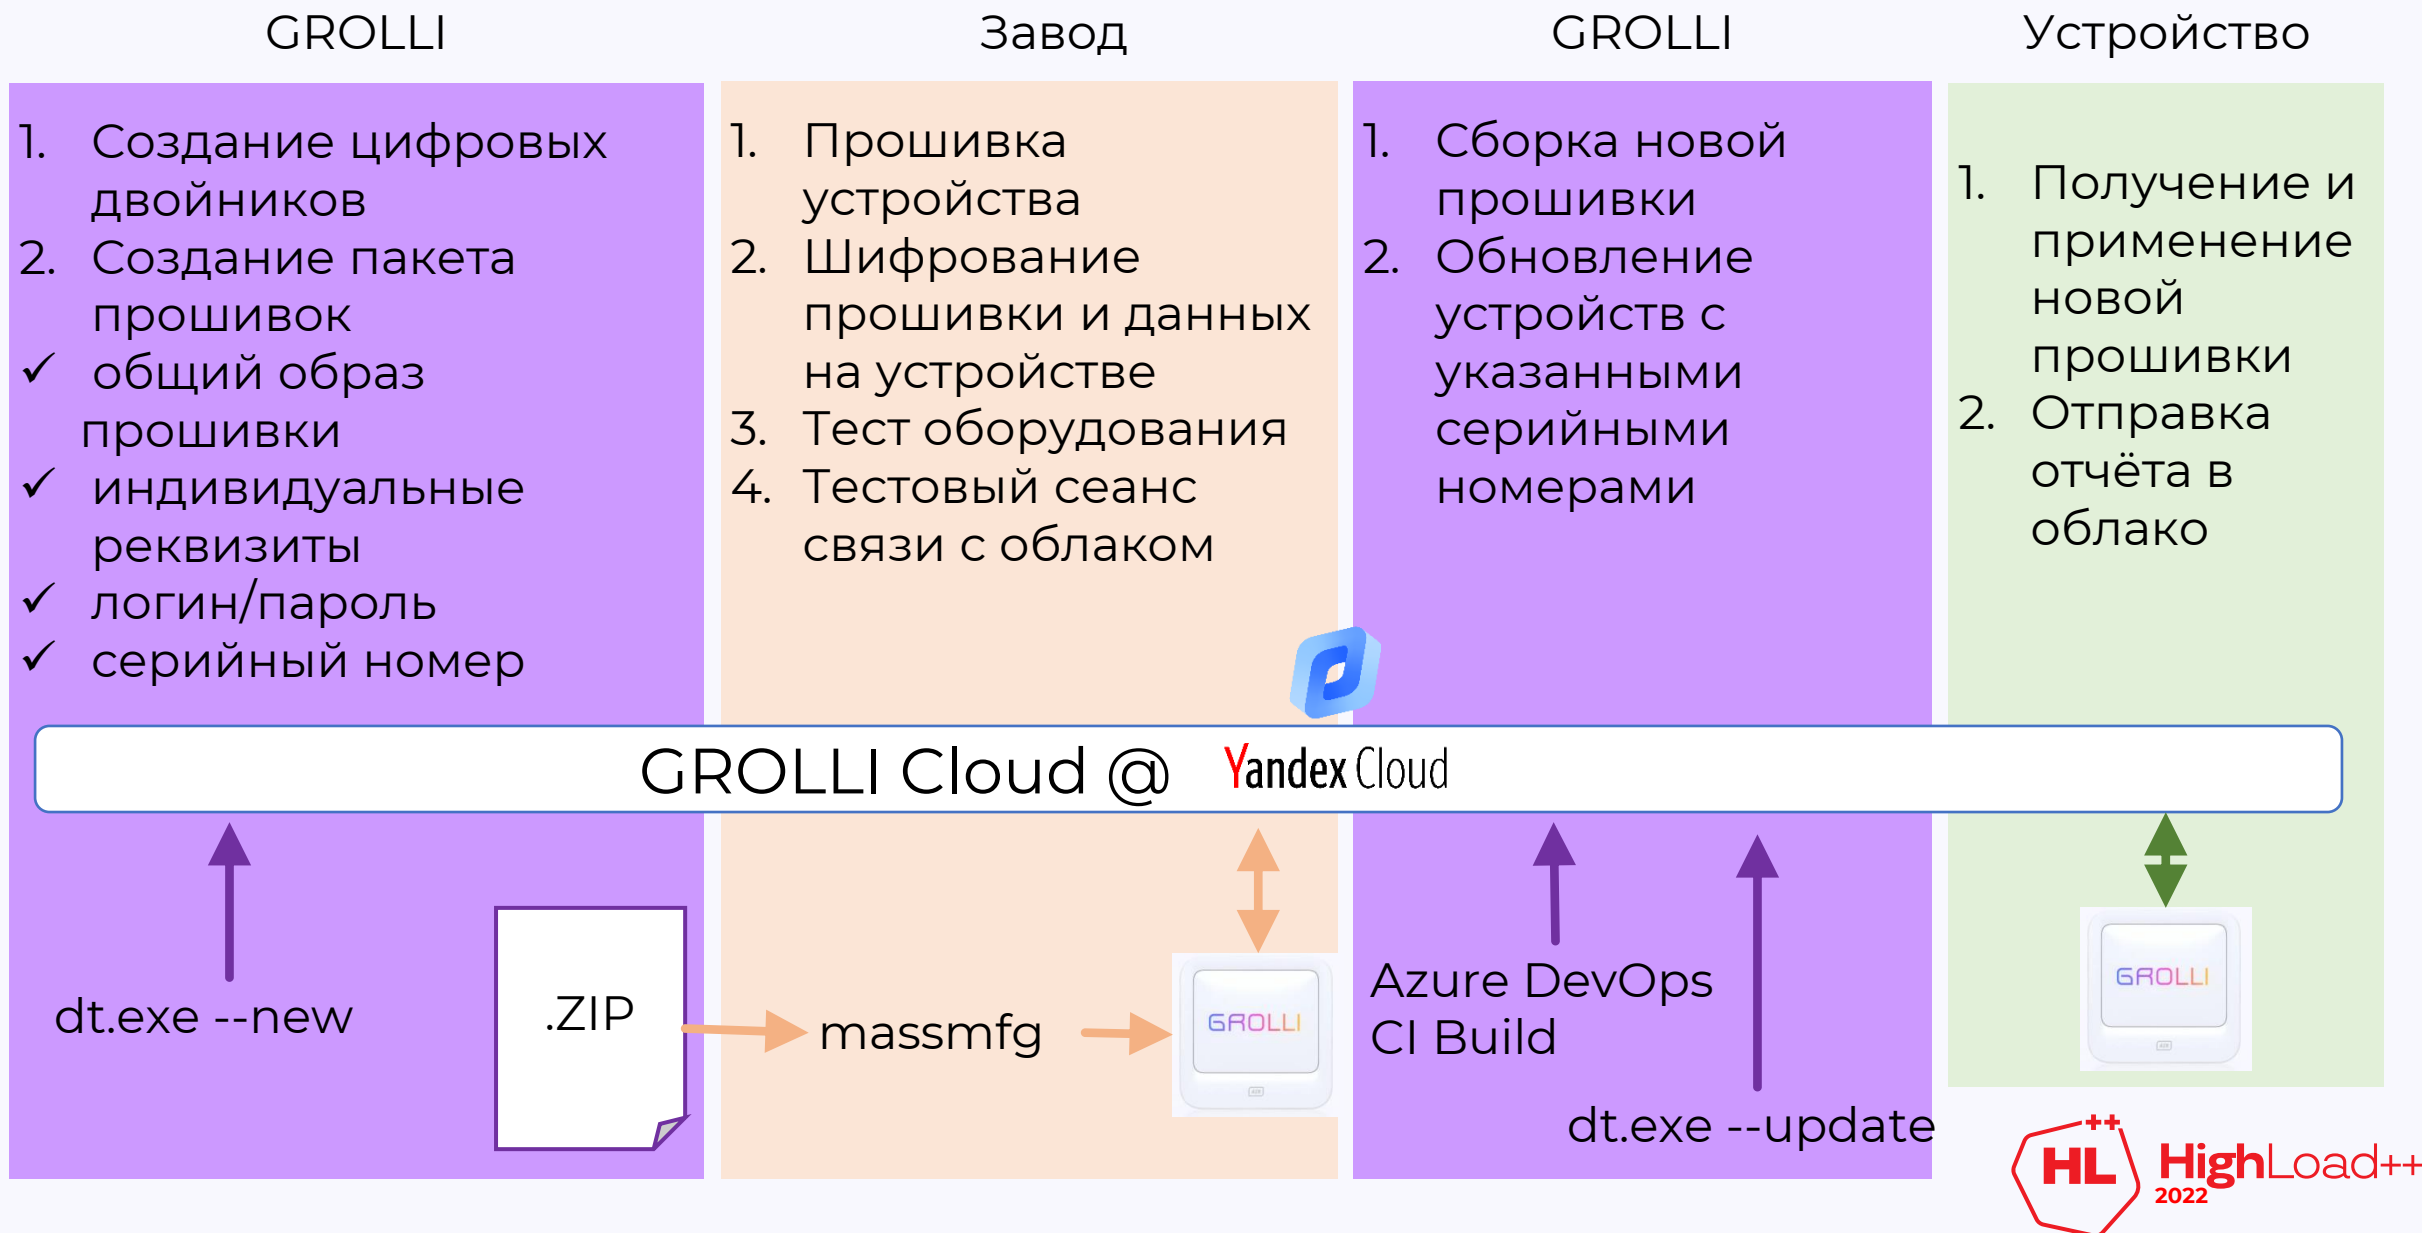 GROLLI
1. Создание цифровых
двойников
2. Создание пакета
прошивок
✓ общий образ
прошивки
✓ индивидуальные
реквизиты
✓ логин/пароль
✓ серийный номер
Завод
1. Прошивка
устройства
2. Шифрование
прошивки и данных
на устройстве
3. Тест оборудования
4. Тестовый сеанс
связи с облаком
GROLLI
1. Сборка новой
прошивки
2. Обновление
устройств с
указанными
серийными
номерами
Устройство
1. Получение и
применение
новой
прошивки
2. Отправка
отчёта в
облако
GROLLI Cloud @ Yandex Cloud
dt.exe --new
.ZIP
massmfg
GROLLI
Azure DevOps
CI Build
dt.exe --update
GROLLI
HL++
HighLoad++
2022